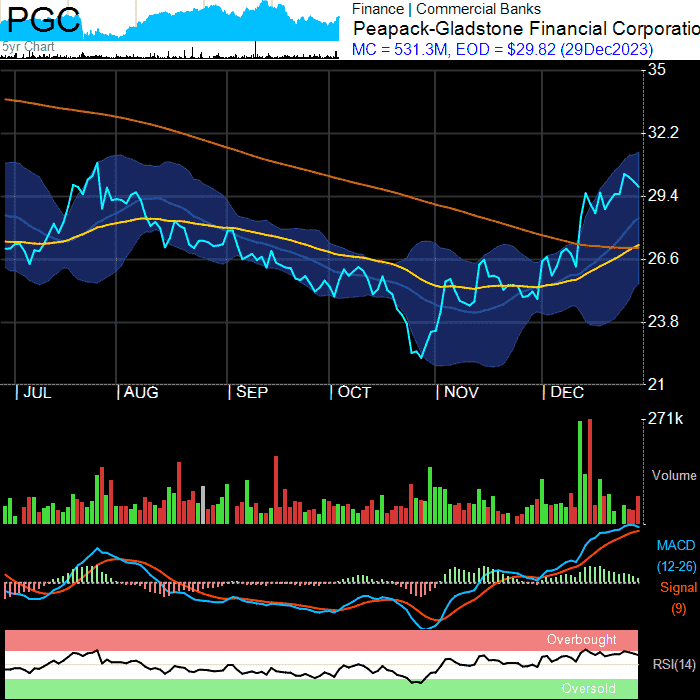 PGC
5yr Chart
Finance | Commercial Banks
Peapack-Gladstone Financial Corporatio
MC = 531.3M, EOD = $29.82 (29Dec2023)
35
32.2
29.4
26.6
23.8
21
| JUL | AUG | SEP | OCT | NOV | DEC
271k
Volume
MACD
(12-26)
Signal
(9)
Overbought
RSI(14)
Oversold